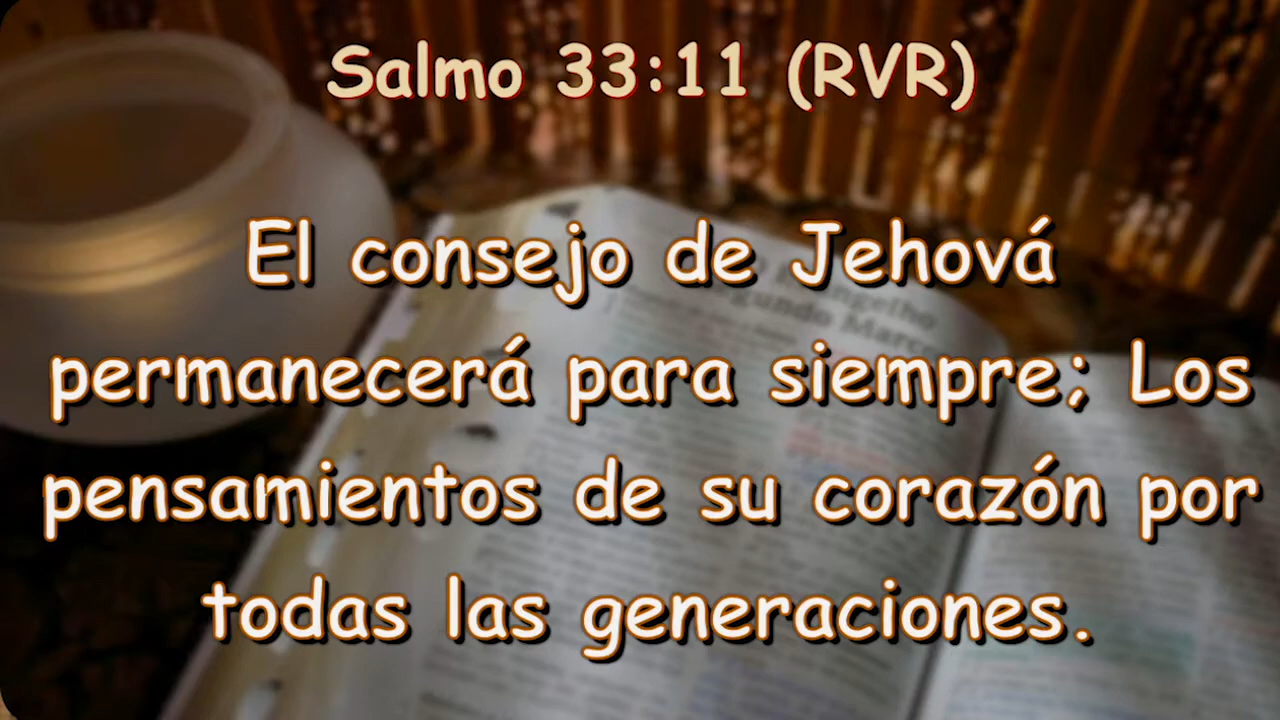 Salmo 33:11 (RVR)
El consejo de Jehová
permanecerá para siempre; Los
pensamientos de su corazón por
todas las generaciones.